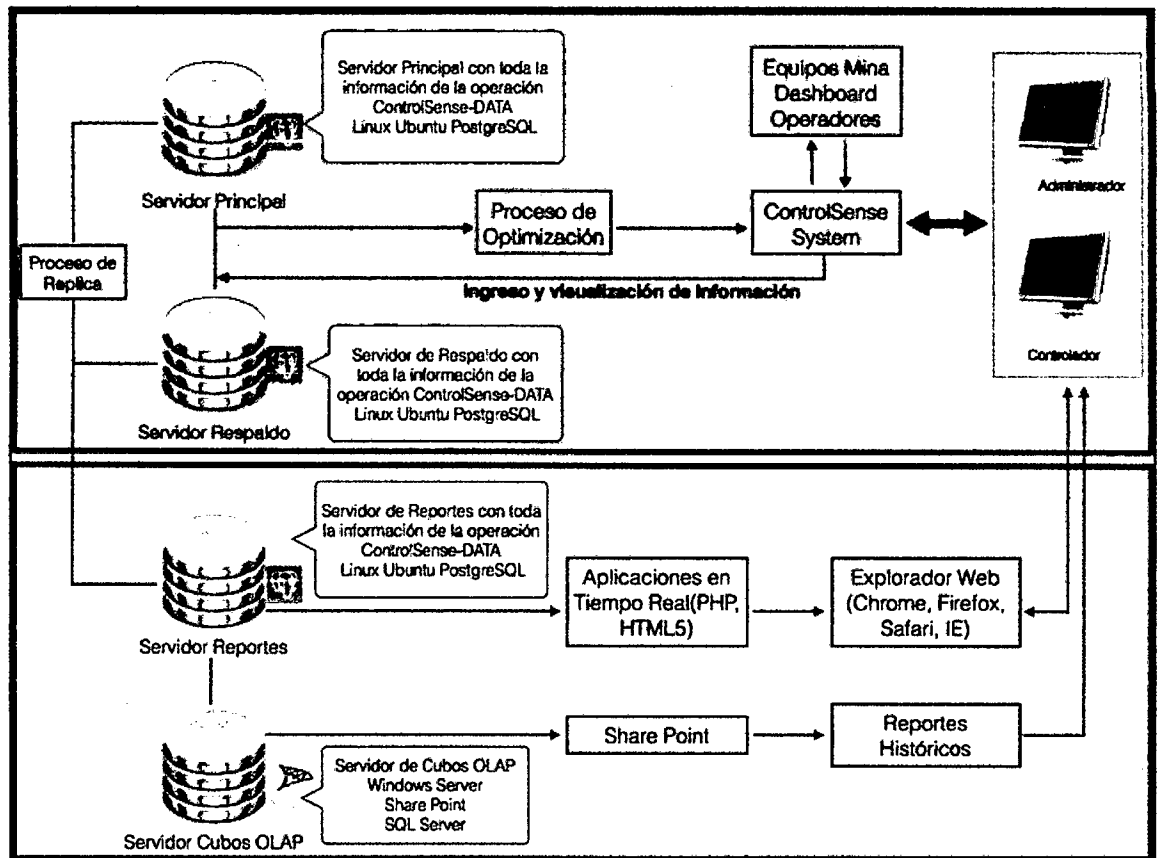 Servidor Principal con toda la
información de la operación
ControlSense-DATA
Linux Ubuntu PostgreSQL
Equipos Mina
Dashboard
Operadores
Administrador
Servidor Principal
Proceso de
Optimización
ControlSense
System
Proceso de
Replica
Ingreso y visualización de información
Controlador
Servidor de Respaldo con
toda la información de la
operación ControlSense-DATA
Linux Ubuntu PostgreSQL
Servidor Respaldo
Servidor de Reportes con toda
la información de la operación
ControlSense-DATA
Linux Ubuntu PostgreSQL
Servidor Reportes
Aplicaciones en
Tiempo Real(PHP,
HTML5)
Explorador Web
(Chrome, Firefox,
Safari, IE)
Share Point
Reportes
Históricos
Servidor de Cubos OLAP
Windows Server
Share Point
SQL Server
Servidor Cubos OLAP